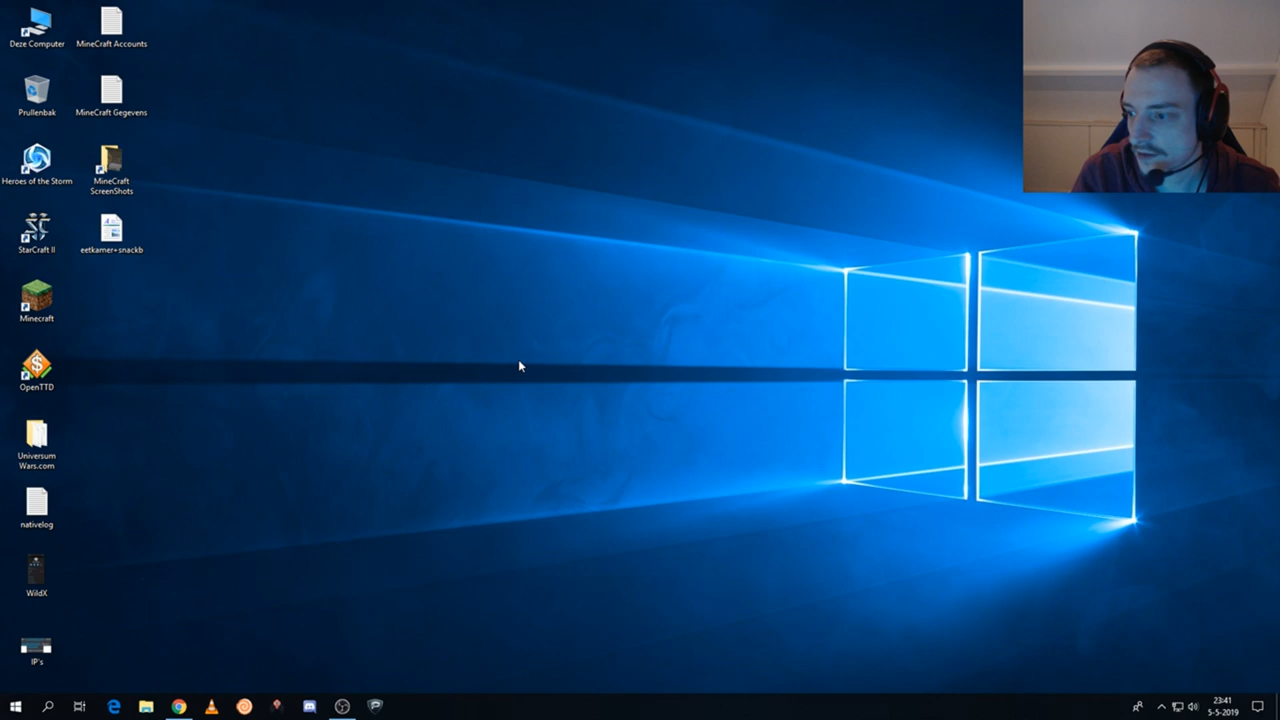 Deze Computer
MineCraft Accounts
Prullenbak
MineCraft Gegevens
Heroes of the Storm
MineCraft
ScreenShots
StarCraft II
eetkamer+snackb
Minecraft
OpenTTD
Universum
Wars.com
nativelog
WildX
IP's
23:41
5-5-2019